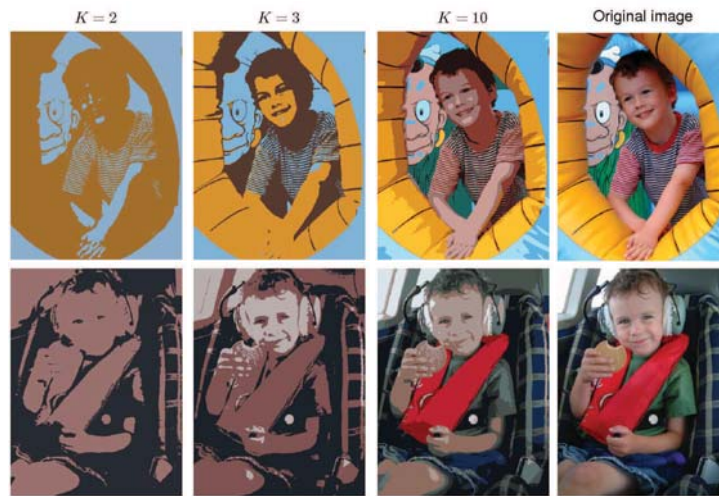 K = 2
K = 3
K = 10
Original image